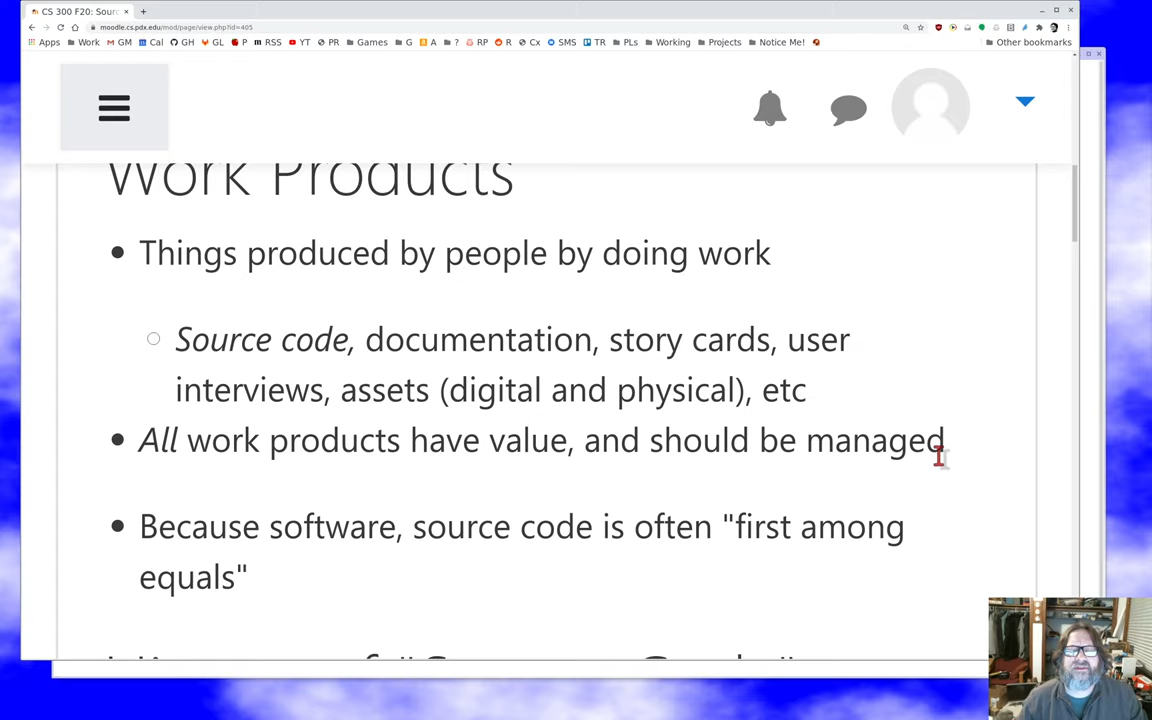 CS 300 F20: Sourc
moodle.cs.pdx.edu/mod/page/view.php?id=405
Apps Work GM Cal GH GL P RSS YT PR Games G A ? RP R Cx SMS TR PLs Working Projects Notice Me! Other bookmarks
Work Products
Things produced by people by doing work
Source code, documentation, story cards, user
interviews, assets (digital and physical), etc
All work products have value, and should be managed
Because software, source code is often "first among
equals"